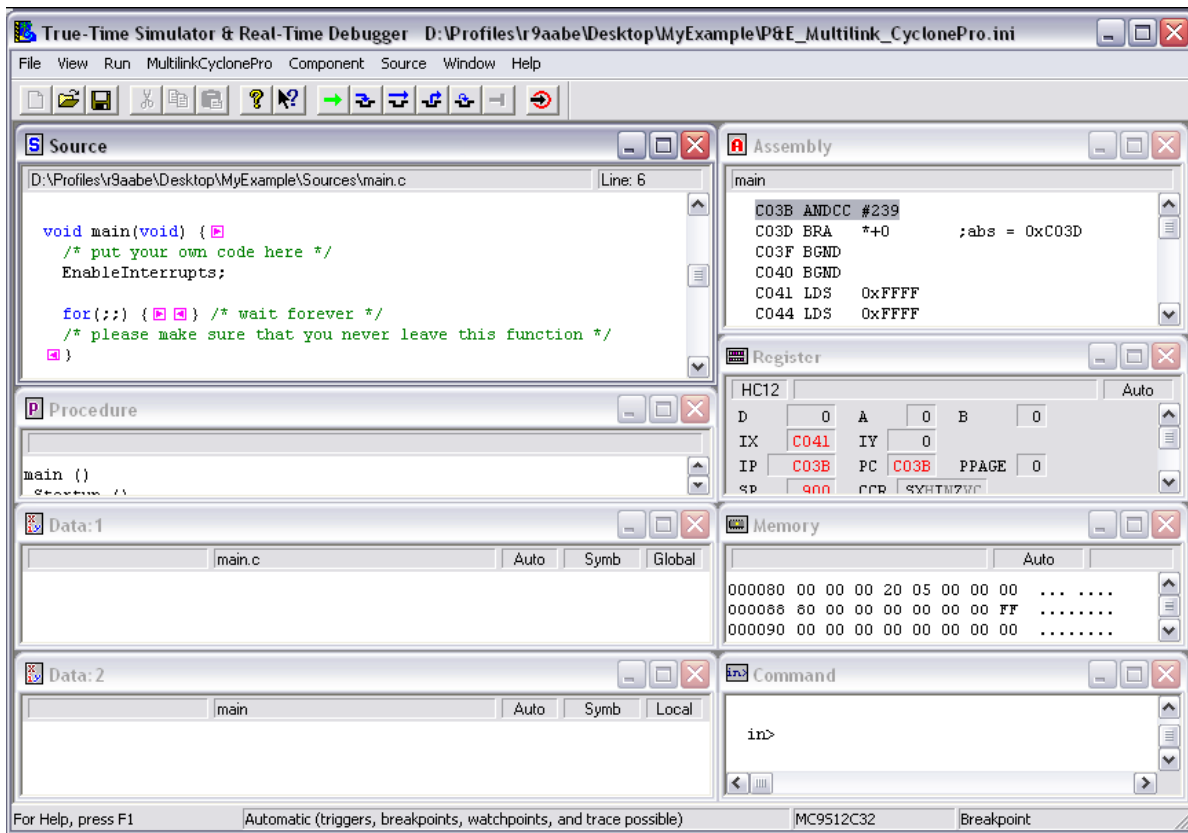 True-Time Simulator & Real-Time Debugger D:\Profiles\r9aabe\Desktop\MyExample\P&E_Multilink_CyclonePro.ini
File View Run MultilinkCyclonePro Component Source Window Help
Source
D:\Profiles\r9aabe\Desktop\MyExample\Sources\main.c Line: 6
void main(void) {
/* put your own code here */
EnableInterrupts;
for(;;) { } /* wait forever */
/* please make sure that you never leave this function */
}
Assembly
main
C03B ANDCC #239
C03D BRA *+0 ;abs = 0xC03D
C03F BGND
C040 BGND
C041 LDS 0xFFFF
C044 LDS 0xFFFF
Procedure
main ()
_Startup ()
Register
HC12 Auto
D 0 A 0 B 0
IX C041 IY 0
IP C03B PC C03B PPAGE 0
SP 900 CCR SXHINZVC
Data:1
main.c Auto Symb Global
Memory
Auto
000080 00 00 00 20 05 00 00 00 ... ....
000088 80 00 00 00 00 00 00 FF ........
000090 00 00 00 00 00 00 00 00 ........
Data:2
main Auto Symb Local
Command
in>
For Help, press F1 Automatic (triggers, breakpoints, watchpoints, and trace possible) MC9S12C32 Breakpoint